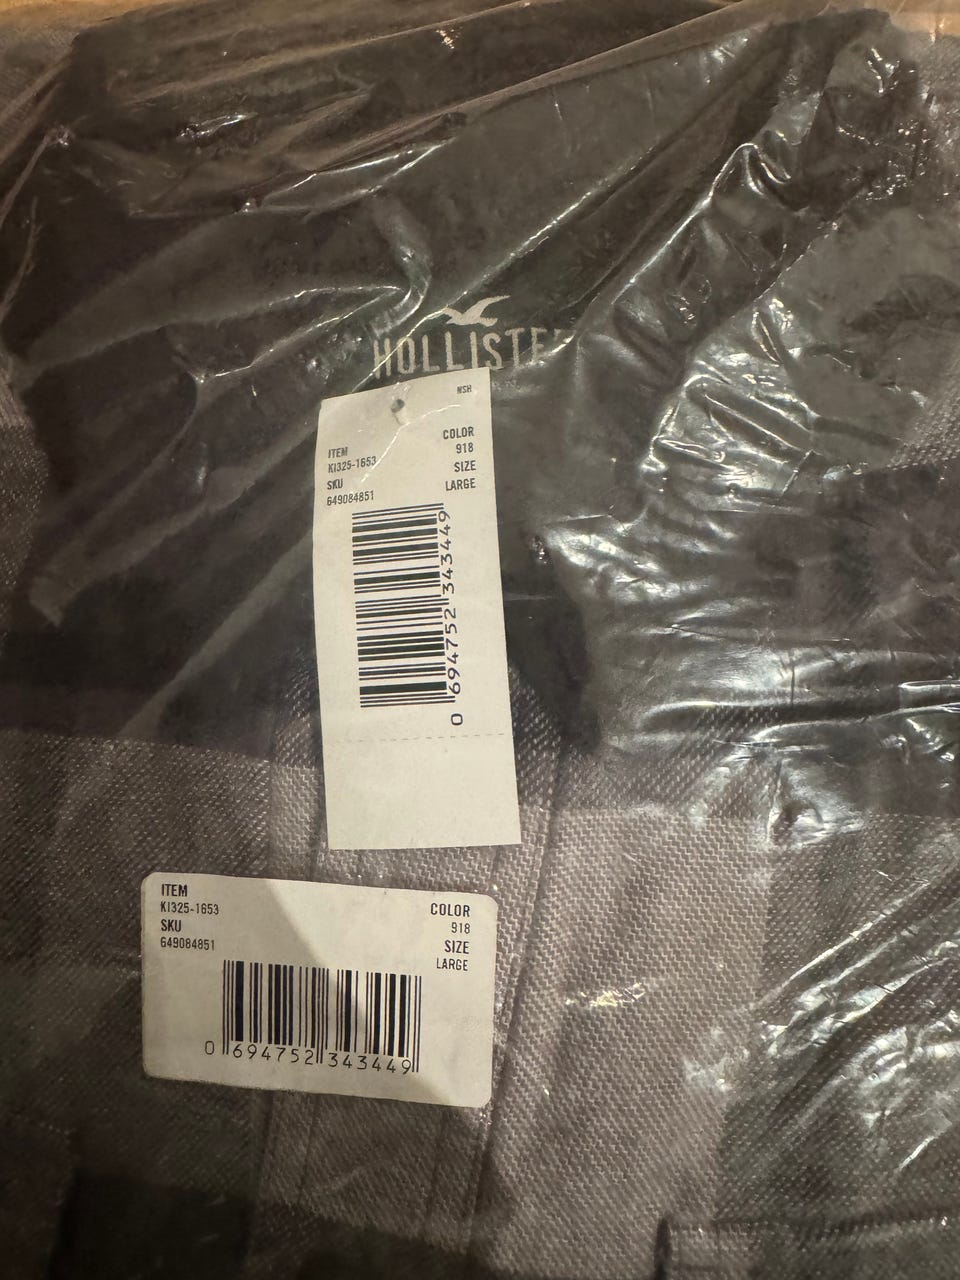 HOLLISTE
NSH
ITEM
KI325-1653
SKU
649084851
COLOR
918
SIZE
LARGE
0 694752 343449
ITEM
KI325-1653
SKU
649084851
COLOR
918
SIZE
LARGE
0 694752 343449